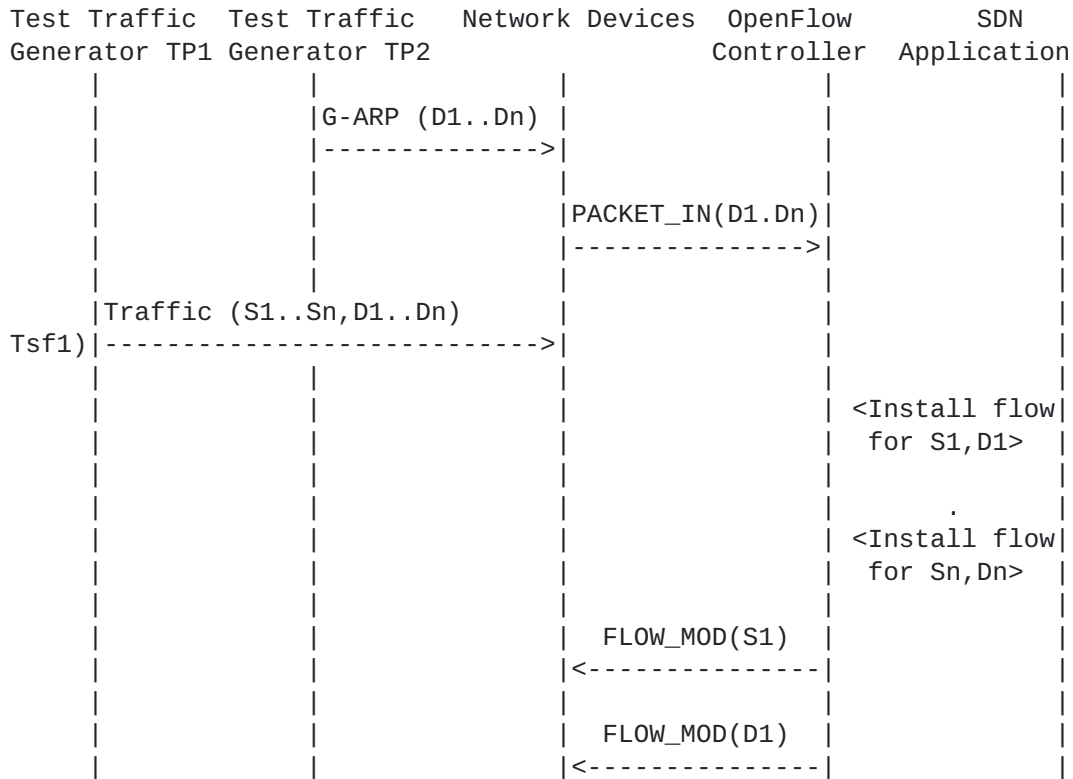 Test Traffic  Test Traffic   Network Devices  OpenFlow        SDN
Generator TP1 Generator TP2                  Controller  Application
     |             |               |                |              |
     |             |G-ARP (D1..Dn) |                |              |
     |             |-------------->|                |              |
     |             |               |                |              |
     |             |               |PACKET_IN(D1.Dn)|              |
     |             |               |--------------->|              |
     |             |               |                |              |
     |Traffic (S1..Sn,D1..Dn)      |                |              |
Tsf1)|---------------------------->|                |              |
     |             |               |                |              |
     |             |               |                | <Install flow|
     |             |               |                |  for S1,D1>  |
     |             |               |                |              |
     |             |               |                |       .      |
     |             |               |                | <Install flow|
     |             |               |                |  for Sn,Dn>  |
     |             |               |                |              |
     |             |               |  FLOW_MOD(S1)  |              |
     |             |               |<---------------|              |
     |             |               |                |              |
     |             |               |  FLOW_MOD(D1)  |              |
     |             |               |<---------------|              |